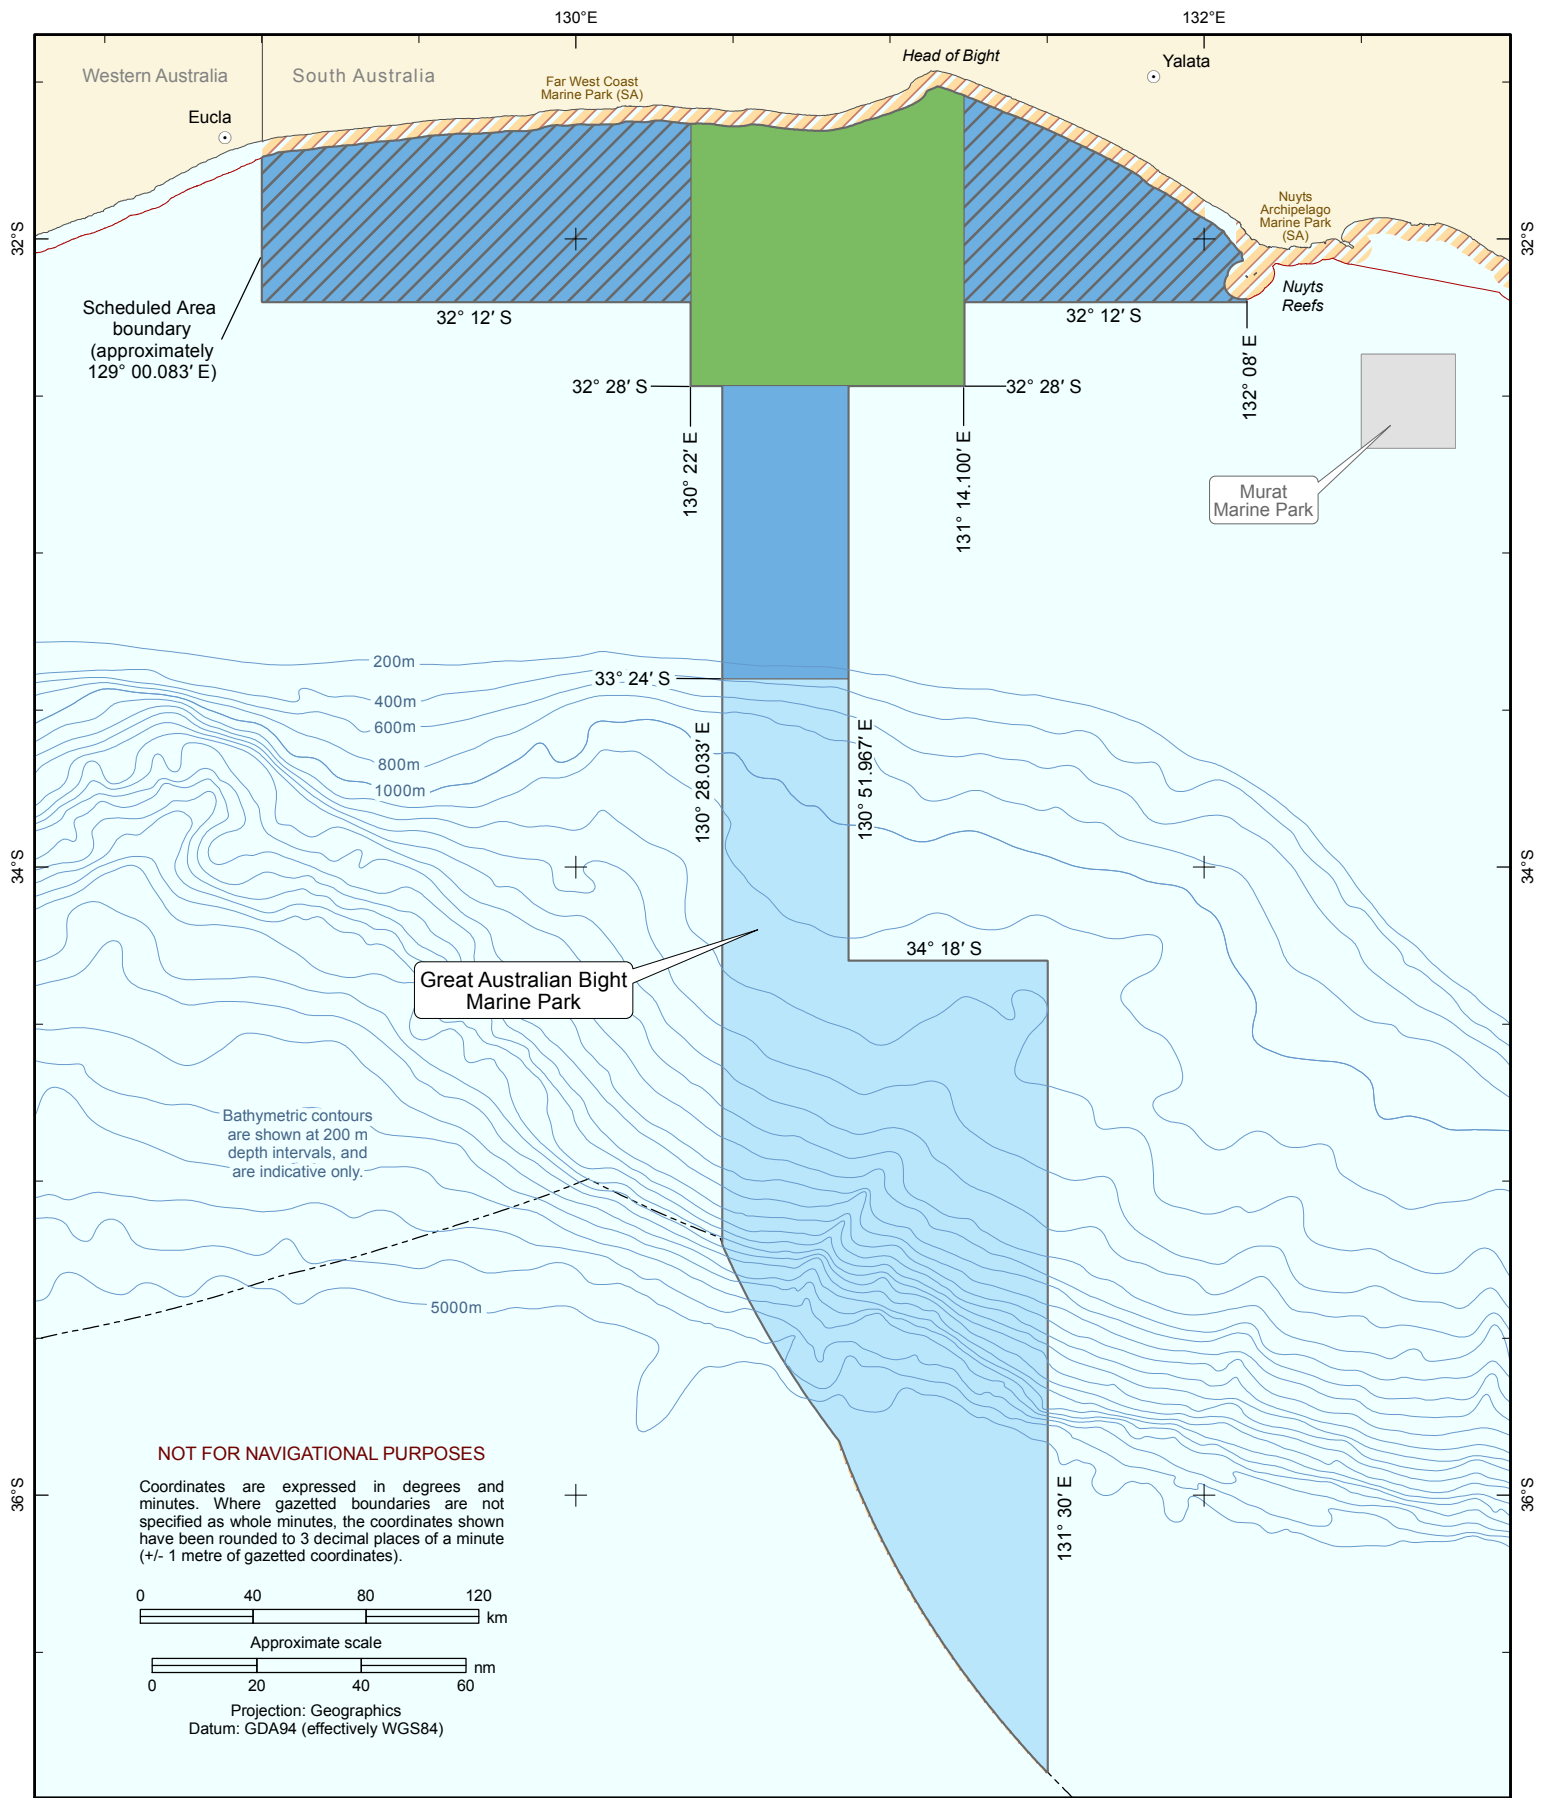 130°E
132°E
Western Australia
South Australia
Far West Coast
Marine Park (SA)
Head of Bight
Yalata
Eucla
Nuyts
Archipelago
Marine Park
(SA)
32°S
32°S
Nuyts
Reefs
Scheduled Area
boundary
(approximately
129° 00.083′ E)
32° 12′ S
32° 12′ S
132° 08′ E
32° 28′ S
32° 28′ S
130° 22′ E
131° 14.100′ E
Murat
Marine Park
200m
33° 24′ S
400m
600m
800m
1000m
130° 28.033′ E
130° 51.967′ E
34°S
34°S
34° 18′ S
Great Australian Bight
Marine Park
Bathymetric contours
are shown at 200 m
depth intervals, and
are indicative only.
5000m
NOT FOR NAVIGATIONAL PURPOSES
Coordinates are expressed in degrees and
minutes. Where gazetted boundaries are not
specified as whole minutes, the coordinates shown
have been rounded to 3 decimal places of a minute
(+/- 1 metre of gazetted coordinates).
36°S
36°S
131° 30′ E
0 40 80 120
km
Approximate scale
nm
0 20 40 60
Projection: Geographics
Datum: GDA94 (effectively WGS84)